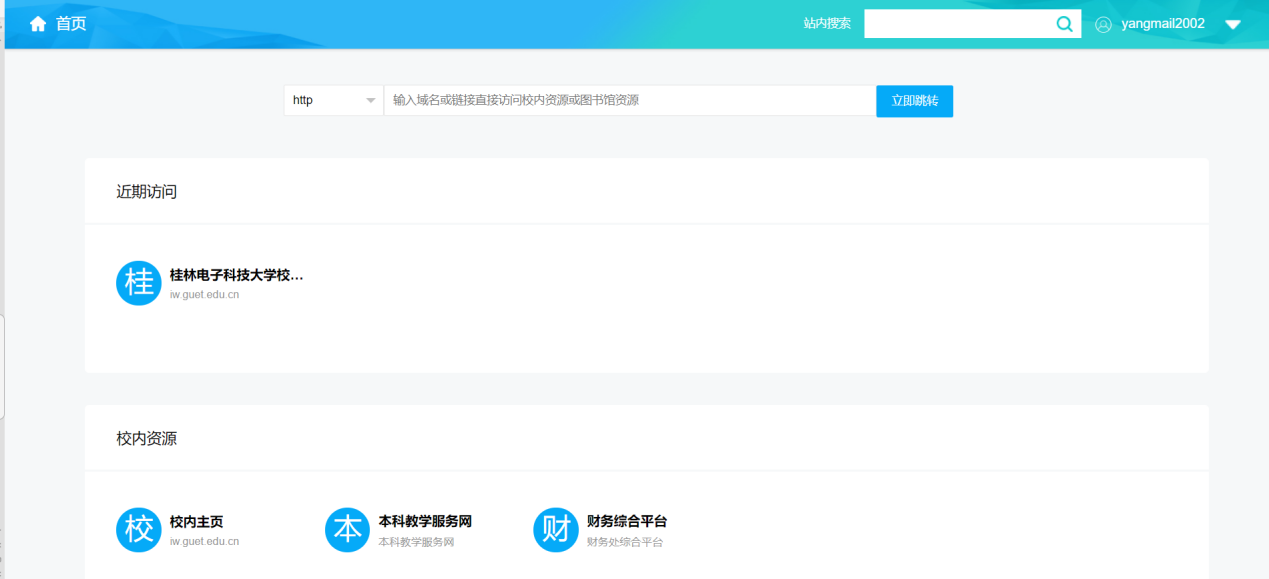 首页
站内搜索
yangmail2002
http
输入域名或链接直接访问校内资源或图书馆资源
立即跳转
近期访问
桂
桂林电子科技大学校...
iw.guet.edu.cn
校内资源
校
校内主页
iw.guet.edu.cn
本
本科教学服务网
本科教学服务网
财
财务综合平台
财务处综合平台